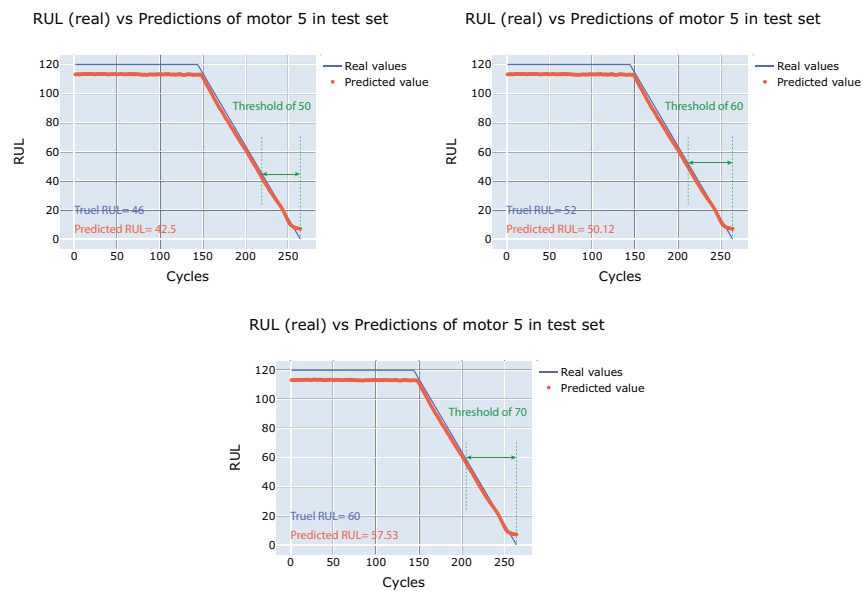 RUL (real) vs Predictions of motor 5 in test set
120
100
80
60
40
20
0
RUL
0 50 100 150 200 250
Cycles
Real values
Predicted value
Threshold of 50
Truel RUL= 46
Predicted RUL= 42.5
RUL (real) vs Predictions of motor 5 in test set
120
100
80
60
40
20
0
RUL
0 50 100 150 200 250
Cycles
Real values
Predicted value
Threshold of 60
Truel RUL= 52
Predicted RUL= 50.12
RUL (real) vs Predictions of motor 5 in test set
120
100
80
60
40
20
0
RUL
0 50 100 150 200 250
Cycles
Real values
Predicted value
Threshold of 70
Truel RUL= 60
Predicted RUL= 57.53